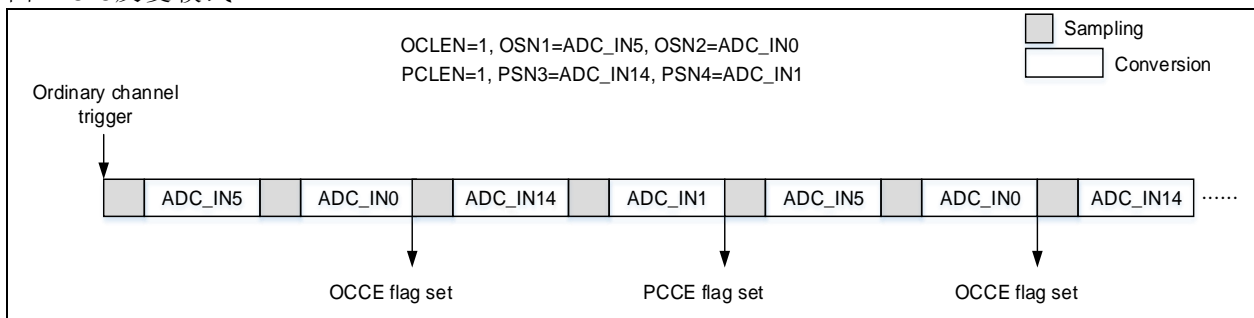 OCLEN=1, OSN1=ADC_IN5, OSN2=ADC_IN0
PCLEN=1, PSN3=ADC_IN14, PSN4=ADC_IN1
Sampling
Conversion
Ordinary channel
trigger
ADC_IN5
ADC_IN0
ADC_IN14
ADC_IN1
ADC_IN5
ADC_IN0
ADC_IN14
......
OCCE flag set
PCCE flag set
OCCE flag set